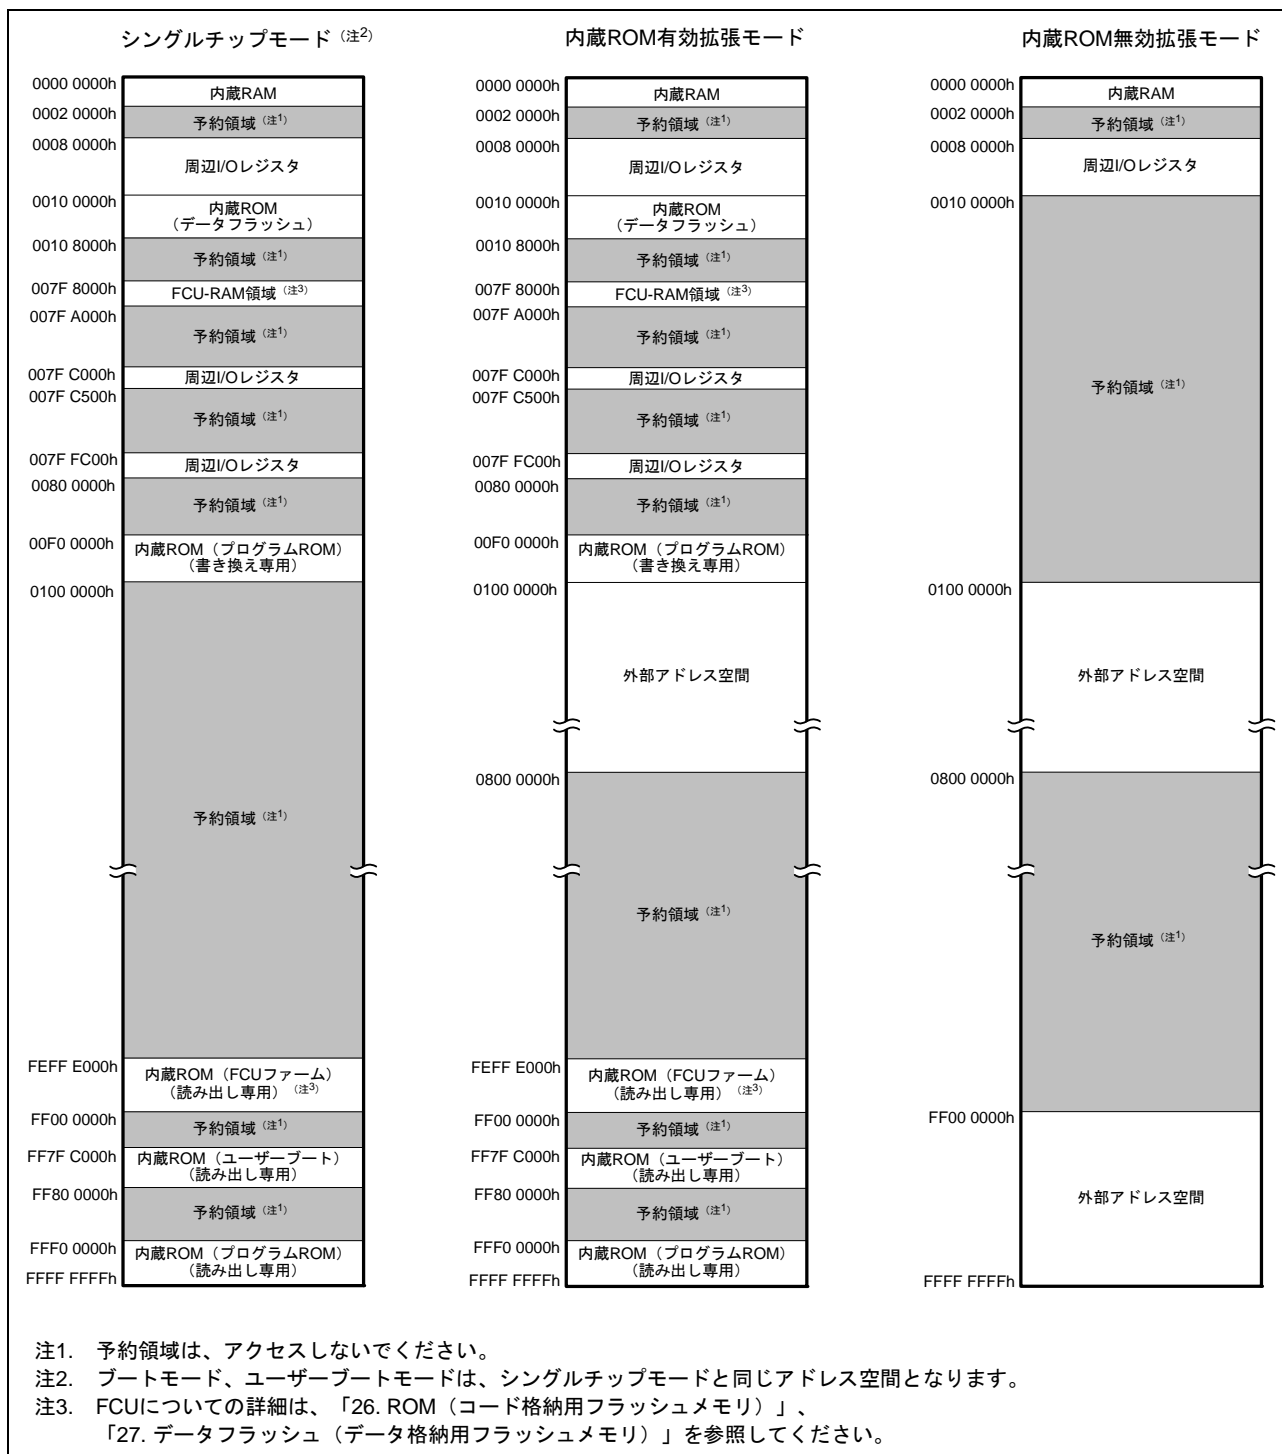 シングルチップモード（注2）
0000 0000h
内蔵RAM
0002 0000h
予約領域（注1）
0008 0000h
周辺I/Oレジスタ
0010 0000h
内蔵ROM
（データフラッシュ）
0010 8000h
予約領域（注1）
007F 8000h
FCU-RAM領域（注3）
007F A000h
予約領域（注1）
007F C000h
周辺I/Oレジスタ
007F C500h
予約領域（注1）
007F FC00h
周辺I/Oレジスタ
0080 0000h
予約領域（注1）
00F0 0000h
内蔵ROM（プログラムROM）
（書き換え専用）
0100 0000h
予約領域（注1）
FEFF E000h
内蔵ROM（FCUファーム）
（読み出し専用）（注3）
FF00 0000h
予約領域（注1）
FF7F C000h
内蔵ROM（ユーザーブート）
（読み出し専用）
FF80 0000h
予約領域（注1）
FFF0 0000h
内蔵ROM（プログラムROM）
（読み出し専用）
FFFF FFFFh
内蔵ROM有効拡張モード
0000 0000h
内蔵RAM
0002 0000h
予約領域（注1）
0008 0000h
周辺I/Oレジスタ
0010 0000h
内蔵ROM
（データフラッシュ）
0010 8000h
予約領域（注1）
007F 8000h
FCU-RAM領域（注3）
007F A000h
予約領域（注1）
007F C000h
周辺I/Oレジスタ
007F C500h
予約領域（注1）
007F FC00h
周辺I/Oレジスタ
0080 0000h
予約領域（注1）
00F0 0000h
内蔵ROM（プログラムROM）
（書き換え専用）
0100 0000h
外部アドレス空間
0800 0000h
予約領域（注1）
FEFF E000h
内蔵ROM（FCUファーム）
（読み出し専用）（注3）
FF00 0000h
予約領域（注1）
FF7F C000h
内蔵ROM（ユーザーブート）
（読み出し専用）
FF80 0000h
予約領域（注1）
FFF0 0000h
内蔵ROM（プログラムROM）
（読み出し専用）
FFFF FFFFh
内蔵ROM無効拡張モード
0000 0000h
内蔵RAM
0002 0000h
予約領域（注1）
0008 0000h
周辺I/Oレジスタ
0010 0000h
予約領域（注1）
0100 0000h
外部アドレス空間
0800 0000h
予約領域（注1）
FF00 0000h
外部アドレス空間
FFFF FFFFh
注1. 予約領域は、アクセスしないでください。
注2. ブートモード、ユーザーブートモードは、シングルチップモードと同じアドレス空間となります。
注3. FCUについての詳細は、「26. ROM（コード格納用フラッシュメモリ）」、
「27. データフラッシュ（データ格納用フラッシュメモリ）」を参照してください。